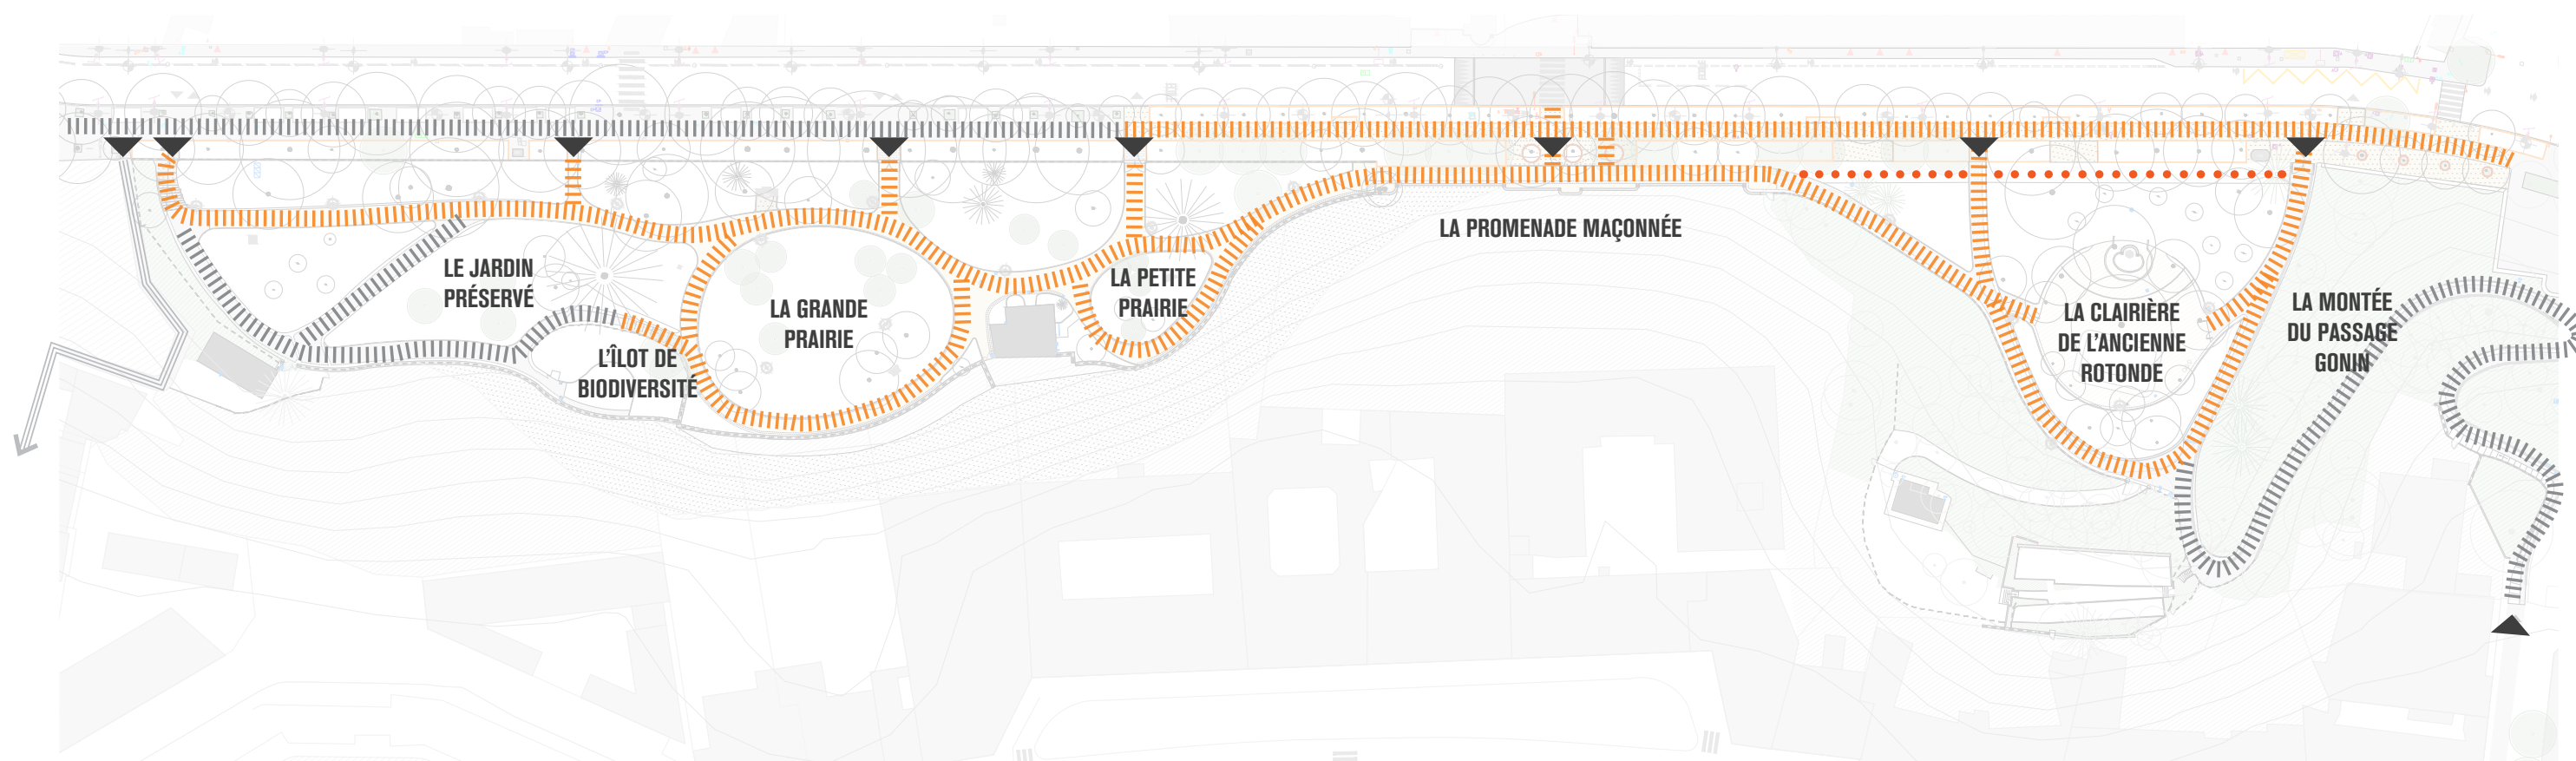 LE JARDIN
PRÉSERVÉ
L'ÎLOT DE
BIODIVERSITÉ
LA GRANDE
PRAIRIE
LA PETITE
PRAIRIE
LA PROMENADE MAÇONNÉE
LA CLAIRIÈRE
DE L'ANCIENNE
ROTONDE
LA MONTÉE
DU PASSAGE
GONIN